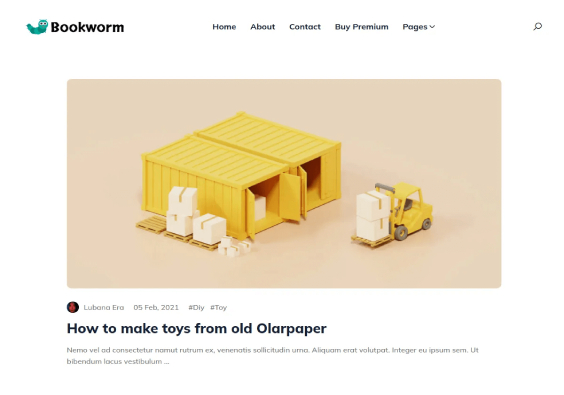 Bookworm
Home About Contact Buy Premium Pages
Lubana Era 05 Feb, 2021 #Diy #Toy
How to make toys from old Olarpaper
Nemo vel ad consectetur namut rutrum ex, venenatis sollicitudin urna. Aliquam erat volutpat. Integer eu ipsum sem. Ut
bibendum lacus vestibulum ...